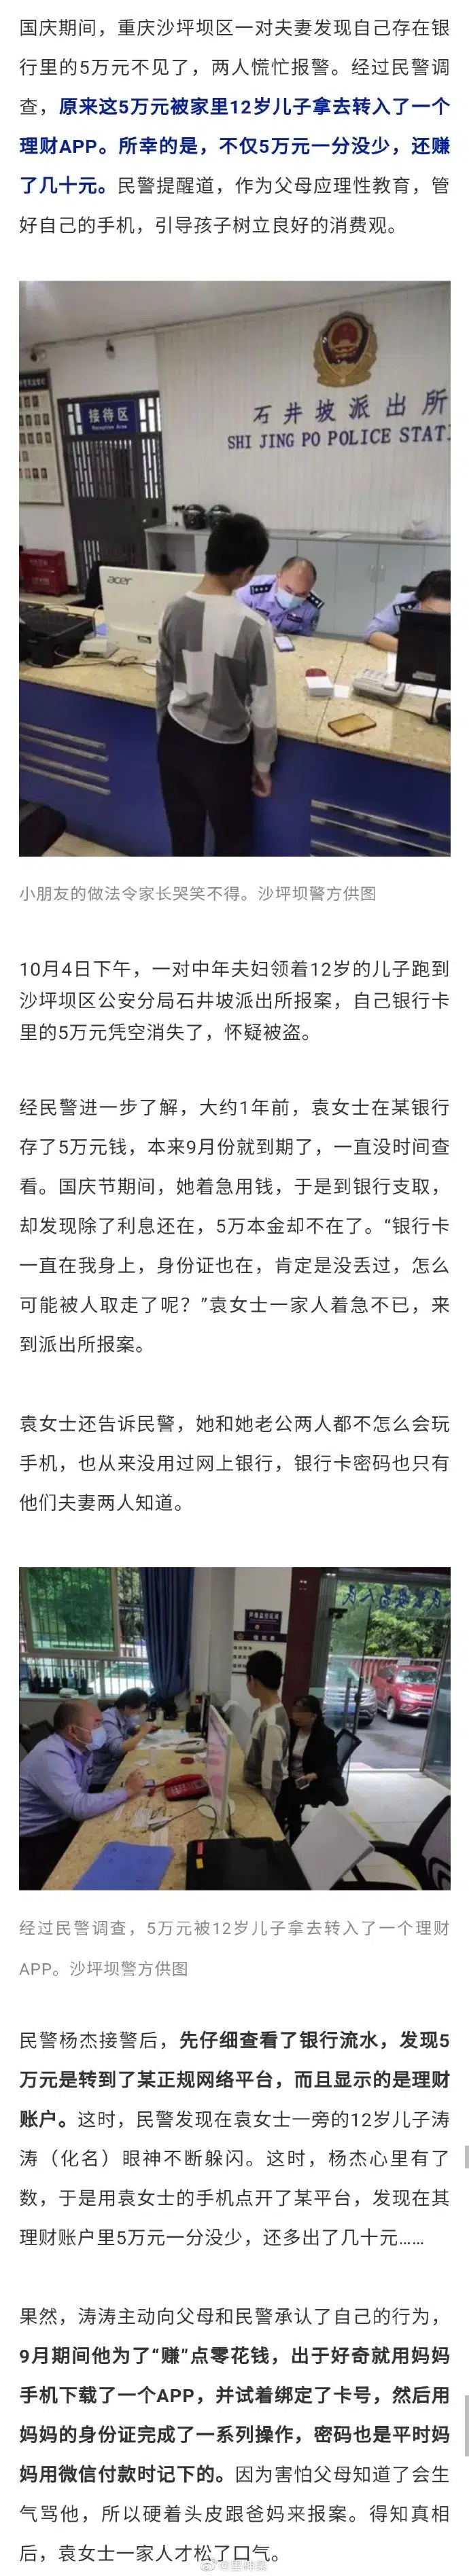 国庆期间，重庆沙坪坝区一对夫妻发现自己存在银
行里的5万元不见了，两人慌忙报警。经过民警调
查，原来这5万元被家里12岁儿子拿去转入了一个
理财APP。所幸的是，不仅5万元一分没少，还赚
了几十元。民警提醒道，作为父母应理性教育，管
好自己的手机，引导孩子树立良好的消费观。
接待区
Reception Area
石井坡派出所
SHI JING PO POLICE STAT
acer
小朋友的做法令家长哭笑不得。沙坪坝警方供图
10月4日下午，一对中年夫妇领着12岁的儿子跑到
沙坪坝区公安分局石井坡派出所报案，自己银行卡
里的5万元凭空消失了，怀疑被盗。
经民警进一步了解，大约1年前，袁女士在某银行
存了5万元钱，本来9月份就到期了，一直没时间查
看。国庆节期间，她着急用钱，于是到银行支取，
却发现除了利息还在，5万本金却不在了。“银行卡
一直在我身上，身份证也在，肯定是没丢过，怎么
可能被人取走了呢？”袁女士一家人着急不已，来
到派出所报案。
袁女士还告诉民警，她和她老公两人都不怎么会玩
手机，也从来没用过网上银行，银行卡密码也只有
他们夫妻两人知道。
经过民警调查，5万元被12岁儿子拿去转入了一个理财
APP。沙坪坝警方供图
民警杨杰接警后，先仔细查看了银行流水，发现5
万元是转到了某正规网络平台，而且显示的是理财
账户。这时，民警发现在袁女士一旁的12岁儿子涛
涛（化名）眼神不断躲闪。这时，杨杰心里有了
数，于是用袁女士的手机点开了某平台，发现在其
理财账户里5万元一分没少，还多出了几十元……
果然，涛涛主动向父母和民警承认了自己的行为，
9月期间他为了“赚”点零花钱，出于好奇就用妈妈
手机下载了一个APP，并试着绑定了卡号，然后用
妈妈的身份证完成了一系列操作，密码也是平时妈
妈用微信付款时记下的。因为害怕父母知道了会生
气骂他，所以硬着头皮跟爸妈来报案。得知真相
后，袁女士一家人才松了口气。